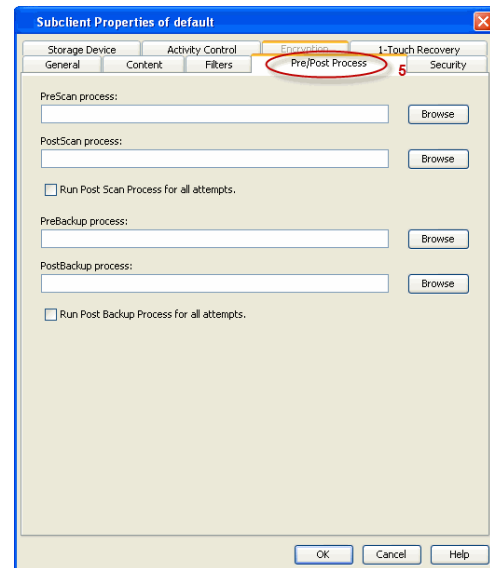 Subclient Properties of default
Storage Device Activity Control Encryption 1-Touch Recovery
General Content Filters Pre/Post Process 5 Security
PreScan process:
Browse
PostScan process:
Browse
Run Post Scan Process for all attempts.
PreBackup process:
Browse
PostBackup process:
Browse
Run Post Backup Process for all attempts.
OK Cancel Help